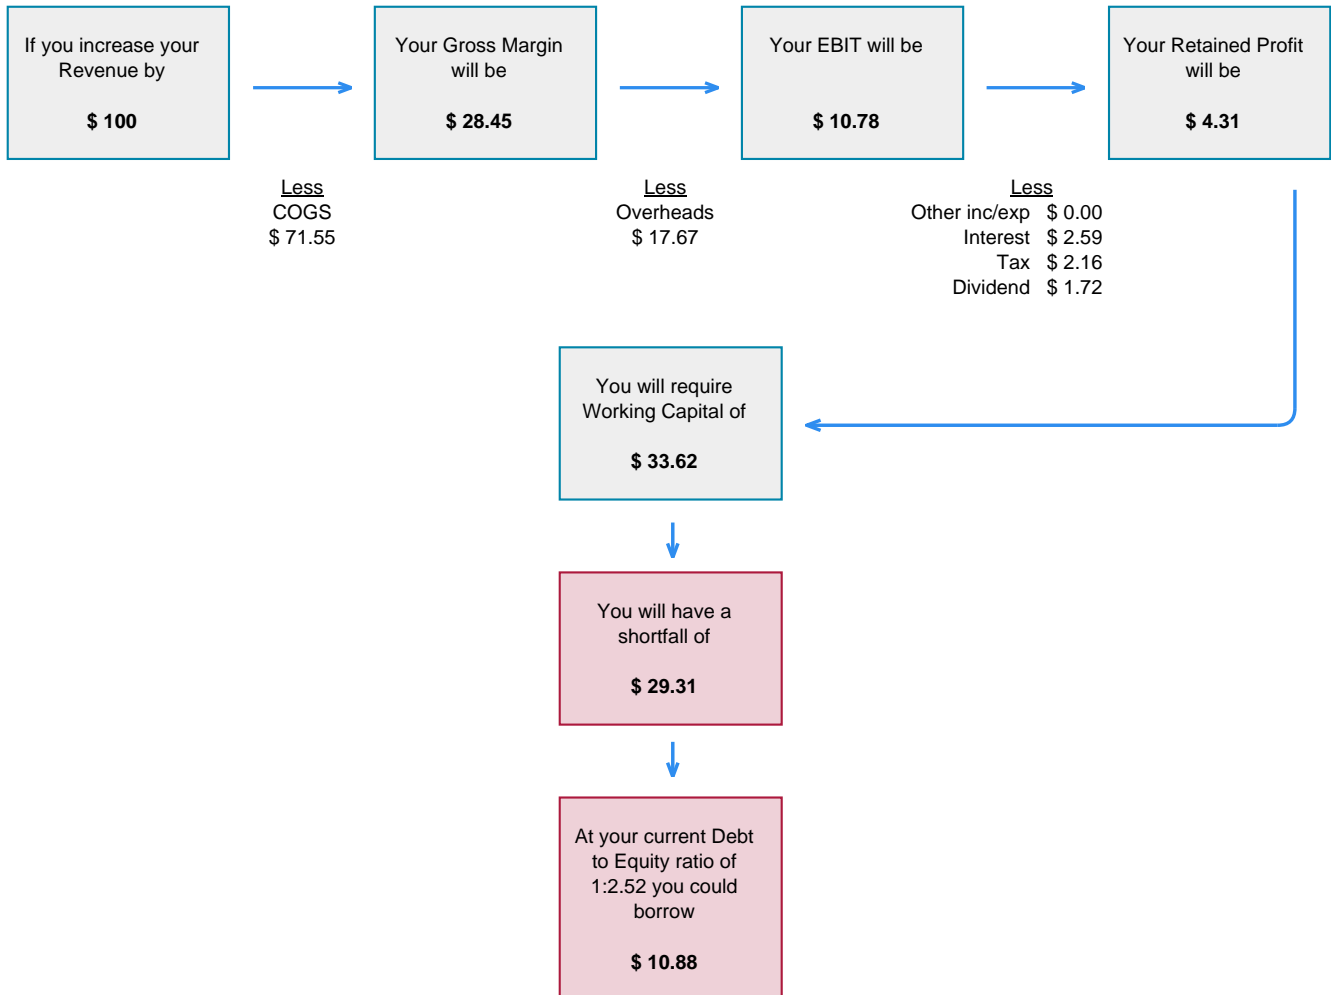 If you increase your
Revenue by
$ 100
Your Gross Margin
will be
$ 28.45
Your EBIT will be
$ 10.78
Your Retained Profit
will be
$ 4.31
Less
COGS
$ 71.55
Less
Overheads
$ 17.67
Less
Other inc/exp $ 0.00
Interest $ 2.59
Tax $ 2.16
Dividend $ 1.72
You will require
Working Capital of
$ 33.62
You will have a
shortfall of
$ 29.31
At your current Debt
to Equity ratio of
1:2.52 you could
borrow
$ 10.88